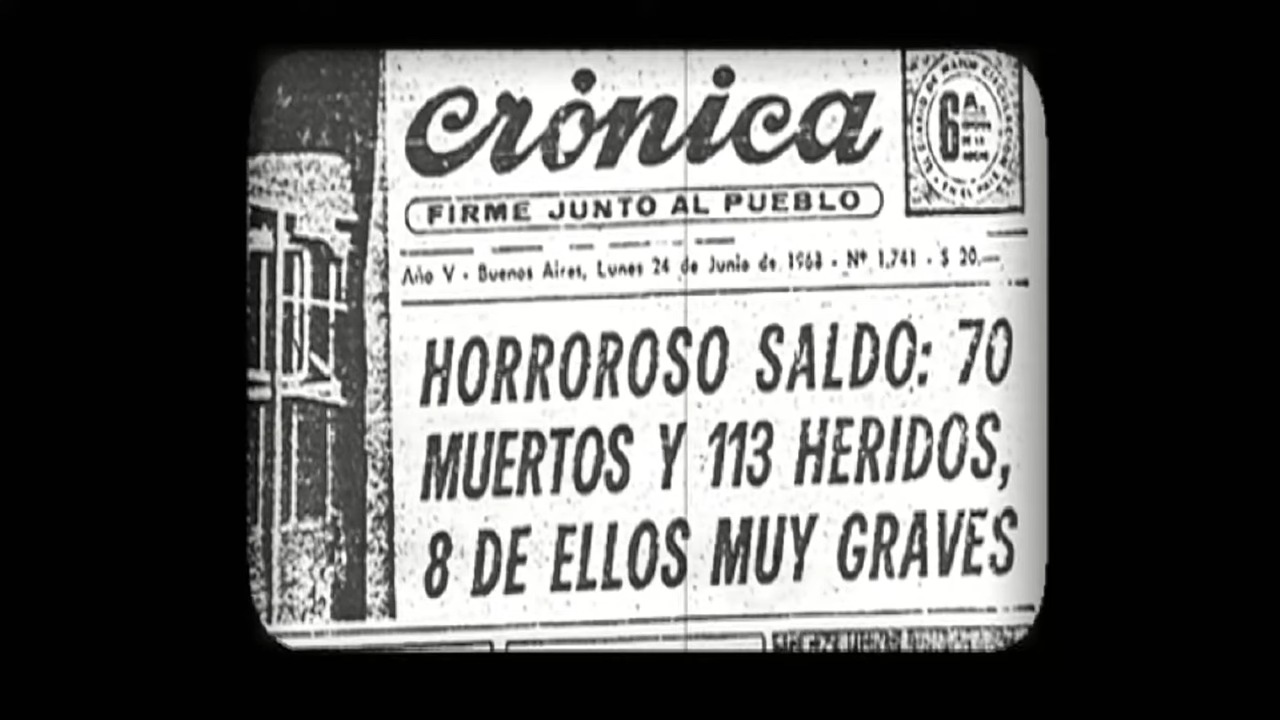 crónica
6A.
FIRME JUNTO AL PUEBLO
Año V - Buenos Aires, Lunes 24 de Junio de 1968 - Nº 1.741 - $ 20.—
HORROROSO SALDO: 70
MUERTOS Y 113 HERIDOS,
8 DE ELLOS MUY GRAVES